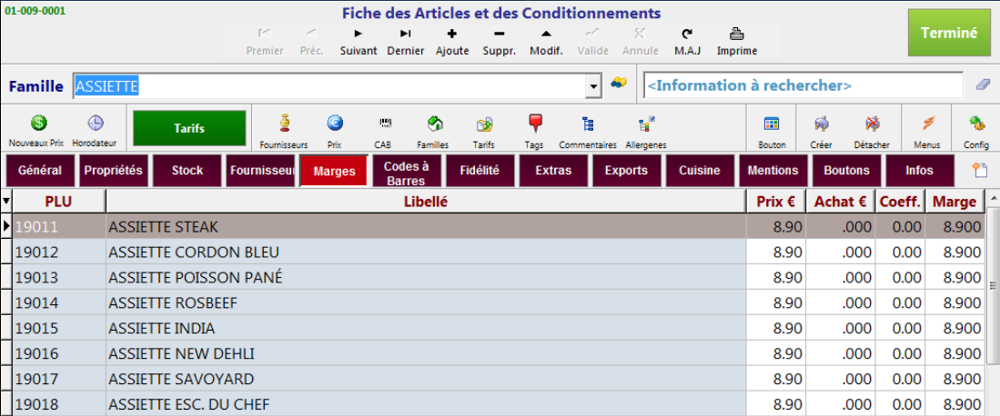 01-009-0001
Fiche des Articles et des Conditionnements
Terminé
Premier Préc. Suivant Dernier Ajoute Suppr. Modif. Valide Annule M.A.J Imprime
Famille ASSIETTE <Information à rechercher>
Nouveaux Prix Horodateur Tarifs Fournisseurs Prix CAB Familles Tarifs Tags Commentaires Allergenes Bouton Créer Détacher Menus Config
Général Propriétés Stock Fournisseur Marges Codes à Barres Fidélité Extras Exports Cuisine Mentions Boutons Infos
PLU Libellé Prix € Achat € Coeff. Marge
19011 ASSIETTE STEAK 8.90 .000 0.00 8.900
19012 ASSIETTE CORDON BLEU 8.90 .000 0.00 8.900
19013 ASSIETTE POISSON PANÉ 8.90 .000 0.00 8.900
19014 ASSIETTE ROSBEEF 8.90 .000 0.00 8.900
19015 ASSIETTE INDIA 8.90 .000 0.00 8.900
19016 ASSIETTE NEW DEHLI 8.90 .000 0.00 8.900
19017 ASSIETTE SAVOYARD 8.90 .000 0.00 8.900
19018 ASSIETTE ESC. DU CHEF 8.90 .000 0.00 8.900